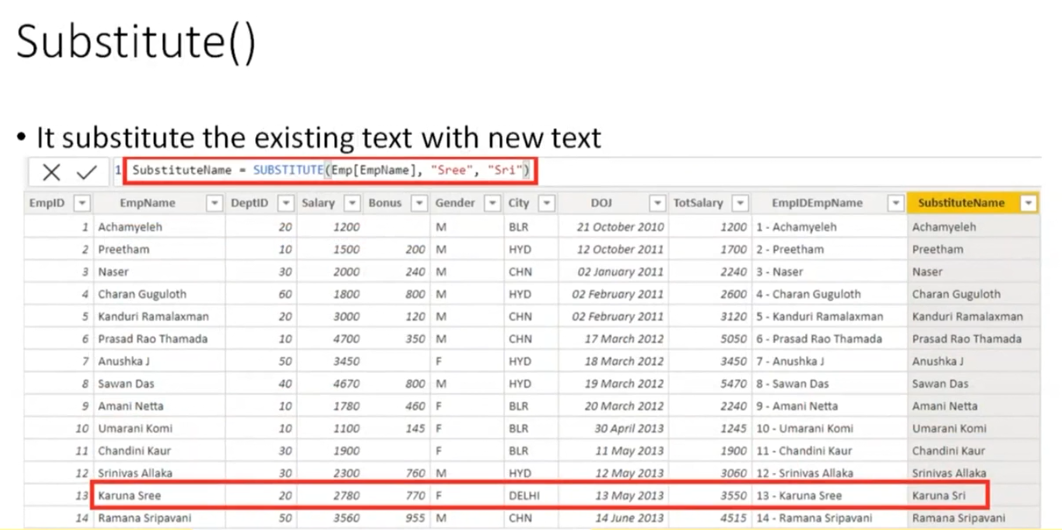 Substitute()
• It substitute the existing text with new text
1 SubstituteName = SUBSTITUTE(Emp[EmpName], "Sree", "Sri")
EmpID EmpName DeptID Salary Bonus Gender City DOJ TotSalary EmpIDEmpName SubstituteName
1 Achamyeleh 20 1200 M BLR 21 October 2010 1200 1 - Achamyeleh Achamyeleh
2 Preetham 10 1500 200 M HYD 12 October 2011 1700 2 - Preetham Preetham
3 Naser 30 2000 240 M CHN 02 January 2011 2240 3 - Naser Naser
4 Charan Guguloth 60 1800 800 M HYD 02 February 2011 2600 4 - Charan Guguloth Charan Guguloth
5 Kanduri Ramalaxman 20 3000 120 M CHN 02 February 2011 3120 5 - Kanduri Ramalaxman Kanduri Ramalaxman
6 Prasad Rao Thamada 10 4700 350 M CHN 17 March 2012 5050 6 - Prasad Rao Thamada Prasad Rao Thamada
7 Anushka J 50 3450 F HYD 18 March 2012 3450 7 - Anushka J Anushka J
8 Sawan Das 40 4670 800 M HYD 19 March 2012 5470 8 - Sawan Das Sawan Das
9 Amani Netta 10 1780 460 F BLR 20 March 2012 2240 9 - Amani Netta Amani Netta
10 Umarani Komi 10 1100 145 F BLR 30 April 2013 1245 10 - Umarani Komi Umarani Komi
11 Chandini Kaur 30 1900 F BLR 11 May 2013 1900 11 - Chandini Kaur Chandini Kaur
12 Srinivas Allaka 30 2300 760 M HYD 12 May 2013 3060 12 - Srinivas Allaka Srinivas Allaka
13 Karuna Sree 20 2780 770 F DELHI 13 May 2013 3550 13 - Karuna Sree Karuna Sri
14 Ramana Sripavani 50 3560 955 M CHN 14 June 2013 4515 14 - Ramana Sripavani Ramana Sripavani